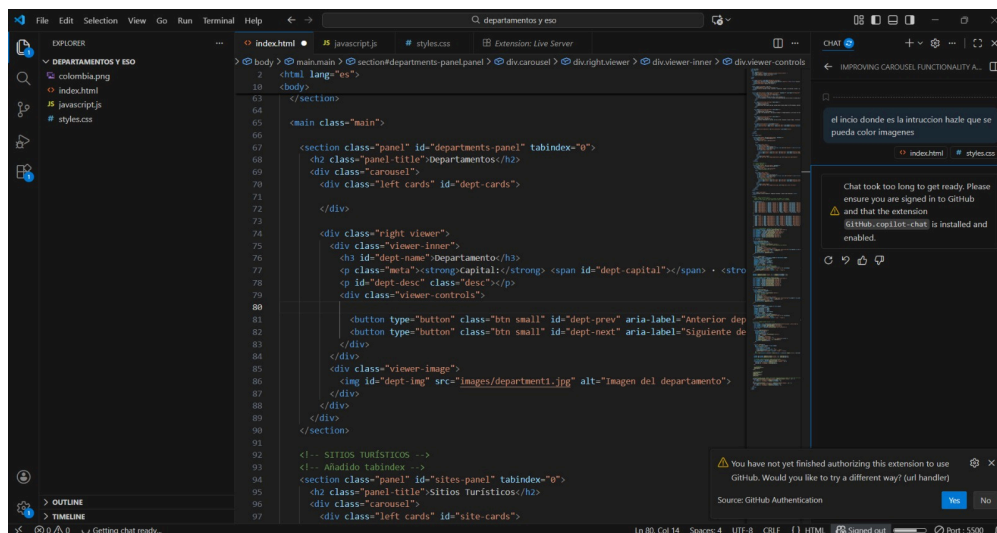 File Edit Selection View Go Run Terminal Help
departamentos y eso
EXPLORER
DEPARTAMENTOS Y ESO
colombia.png
index.html
JS javascript.js
# styles.css
OUTLINE
TIMELINE
index.html
JS javascript.js
# styles.css
Extension: Live Server
body > main.main > section#departments-panel.panel > div.carousel > div.right.viewer > div.viewer-inner > div.viewer-controls
2 <html lang="es">
10 <body>
63 </section>
64
65 <main class="main">
66
67 <section class="panel" id="departments-panel" tabindex="0">
68 <h2 class="panel-title">Departamentos</h2>
69 <div class="carousel">
70 <div class="left cards" id="dept-cards">
71
72 </div>
73
74 <div class="right viewer">
75 <div class="viewer-inner">
76 <h3 id="dept-name">Departamento</h3>
77 <p class="meta"><strong>Capital:</strong> <span id="dept-capital"></span> • <stro
78 <p id="dept-desc" class="desc"></p>
79 <div class="viewer-controls">
80
81 <button type="button" class="btn small" id="dept-prev" aria-label="Anterior dep
82 <button type="button" class="btn small" id="dept-next" aria-label="Siguiente de
83 </div>
84 </div>
85 <div class="viewer-image">
86 <img id="dept-img" src="images/department1.jpg" alt="Imagen del departamento">
87 </div>
88 </div>
89 </div>
90 </section>
91
92 <!-- SITIOS TURÍSTICOS -->
93 <!-- Añadido tabindex -->
94 <section class="panel" id="sites-panel" tabindex="0">
95 <h2 class="panel-title">Sitios Turísticos</h2>
96 <div class="carousel">
97 <div class="left cards" id="site-cards">
CHAT
IMPROVING CAROUSEL FUNCTIONALITY A...
el incio donde es la intruccion hazle que se
pueda color imagenes
index.html # styles.css
Chat took too long to get ready. Please
ensure you are signed in to GitHub
and that the extension
GitHub.copilot-chat is installed and
enabled.
You have not yet finished authorizing this extension to use
GitHub. Would you like to try a different way? (url handler)
Source: GitHub Authentication
Yes
No
0 0 Getting chat ready...
Ln 80, Col 14 Spaces: 4 UTF-8 CRLF {} HTML Signed out Port : 5500